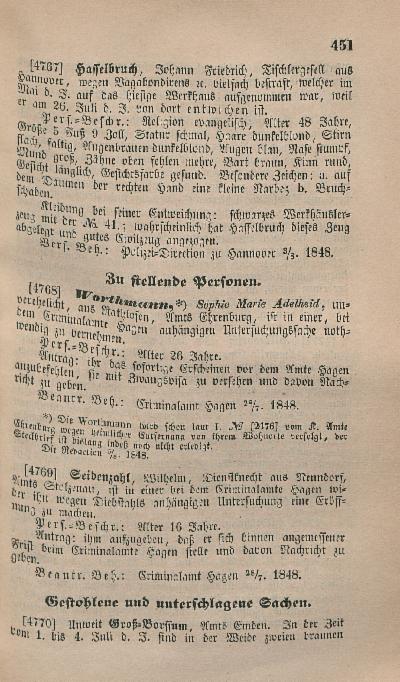 451
[4767] Hasselbruch, Johann Friedrich, Tischlergesell aus
Hannover, wegen Vagabondirens ꝛc. vielfach bestraft, welcher im
Mai d. J. auf das hiesige Werkhaus aufgenommen war, weil
er am 26. Juli d. J. von dort entwichen ist.
Pers.-Beschr.: Religion evangelisch, Alter 48 Jahre,
Größe 5 Fuß 9 Zoll, Statur schmal, Haare dunkelblond, Stirn
flach, faltig, Augenbrauen dunkelblond, Augen blau, Nase stumpf,
Mund groß, Zähne oben fehlen mehre, Bart braun, Kinn rund,
Gesicht länglich, Gesichtsfarbe gesund. Besondere Zeichen: a. auf
dem Daumen der rechten Hand eine kleine Narbe; b. Bruch-
schaden.
Kleidung bei seiner Entweichung: schwarzes Werkhäusler-
zeug mit der № 41.; wahrscheinlich hat Hasselbruch dieses Zeug
abgelegt und gutes Civilzeug angezogen.
Verf. Beh.: Polizei-Direction zu Hannover 3/8. 1848.
Zu stellende Personen.
[4768] Worthmann,*) Sophie Marie Adelheid, un-
verehelicht, aus Rathlosen, Amts Ehrenburg, ist in einer, bei
dem Criminalamte Hagen anhängigen Untersuchungssache noth-
wendig zu vernehmen.
Pers.-Beschr.: Alter 26 Jahre.
Antrag: ihr das sofortige Erscheinen vor dem Amte Hagen
anzubefehlen, sie mit Zwangsvisa zu versehen und davon Nach-
richt zu geben.
Beantr. Beh.: Criminalamt Hagen 28/7. 1848.
*) Die Worthmann wird schon laut 1. № [2476] vom K. Amte
Ehrenburg wegen heimlicher Entfernung von ihrem Wohnorte verfolgt, der
Steckbrief ist bislang indeß noch nicht erledigt.
Die Redaction 1848.
[4769] Seidenzahl, Wilhelm, Dienstknecht aus Nenndorf,
Amts Stolzenau, ist in einer bei dem Criminalamte Hagen wi-
der ihn wegen Diebstahls anhängigen Untersuchung eine Eröff-
nung zu machen.
Pers.-Beschr.: Alter 16 Jahre.
Antrag: ihm aufzugeben, daß er sich binnen angemessener
Frist beim Criminalamte Hagen stelle und davon Nachricht zu
geben.
Beantr. Beh.: Criminalamt Hagen 28/7. 1848.
Gestohlene und unterschlagene Sachen.
[4770] Unweit Groß-Borssum, Amts Emden. In der Zeit
vom 1. bis 4. Juli d. J. sind in der Weide zweien braunen